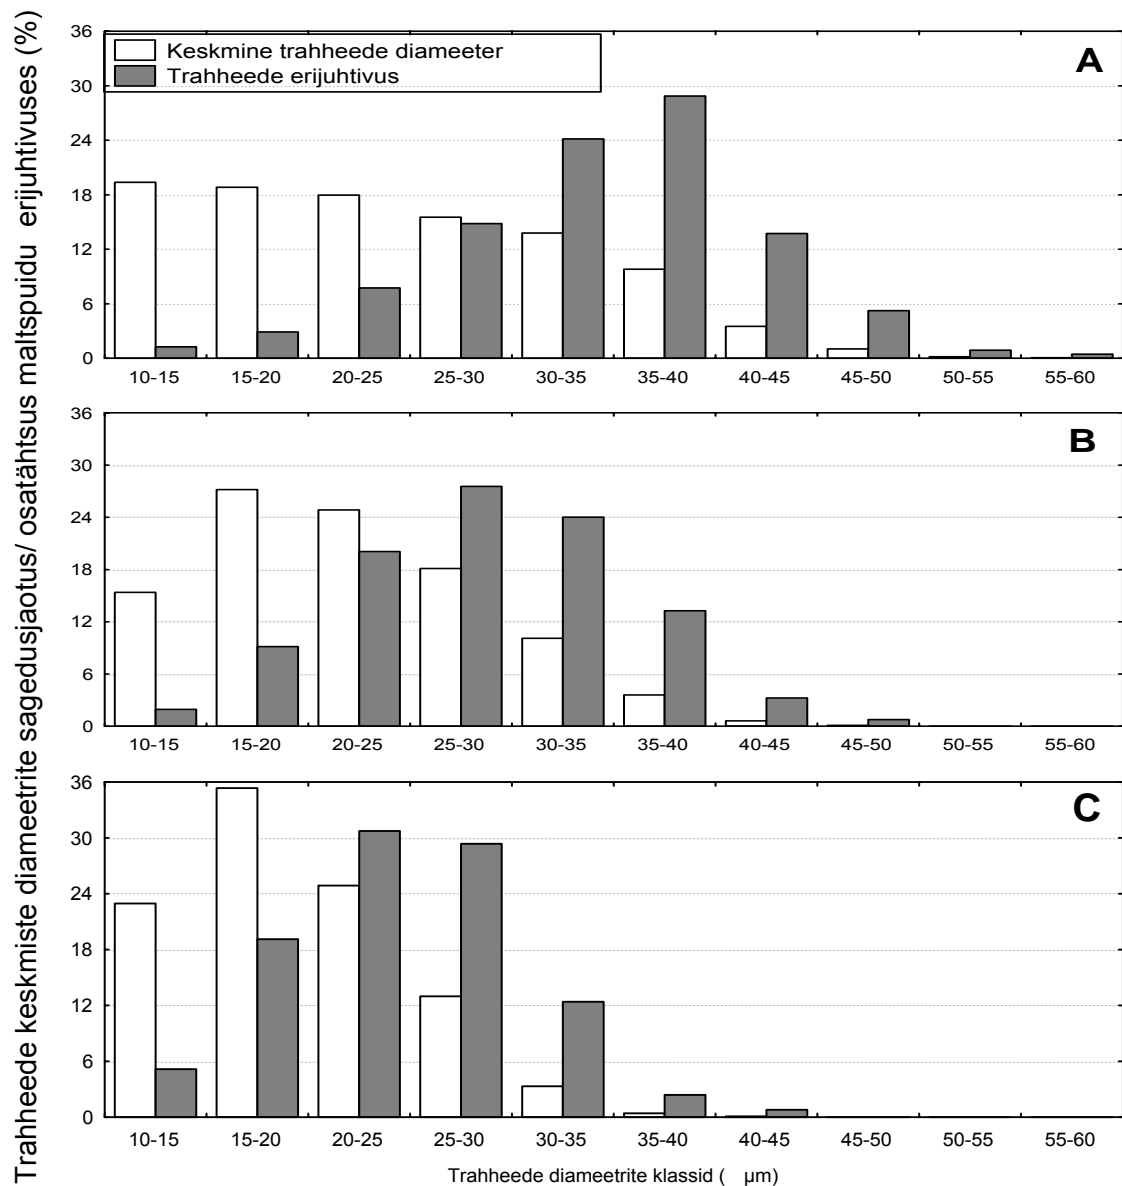 Trahheede keskmiste diameetrite sagedusjaotus/ osatähtsus maltspuidu erijuhtivuses (%)
Keskmine trahheede diameeter
Trahheede erijuhtivus
A
36
30
24
18
12
6
0
10-15 15-20 20-25 25-30 30-35 35-40 40-45 45-50 50-55 55-60
B
36
30
24
18
12
6
0
10-15 15-20 20-25 25-30 30-35 35-40 40-45 45-50 50-55 55-60
C
36
30
24
18
12
6
0
10-15 15-20 20-25 25-30 30-35 35-40 40-45 45-50 50-55 55-60
Trahheede diameetrite klassid ( µm)